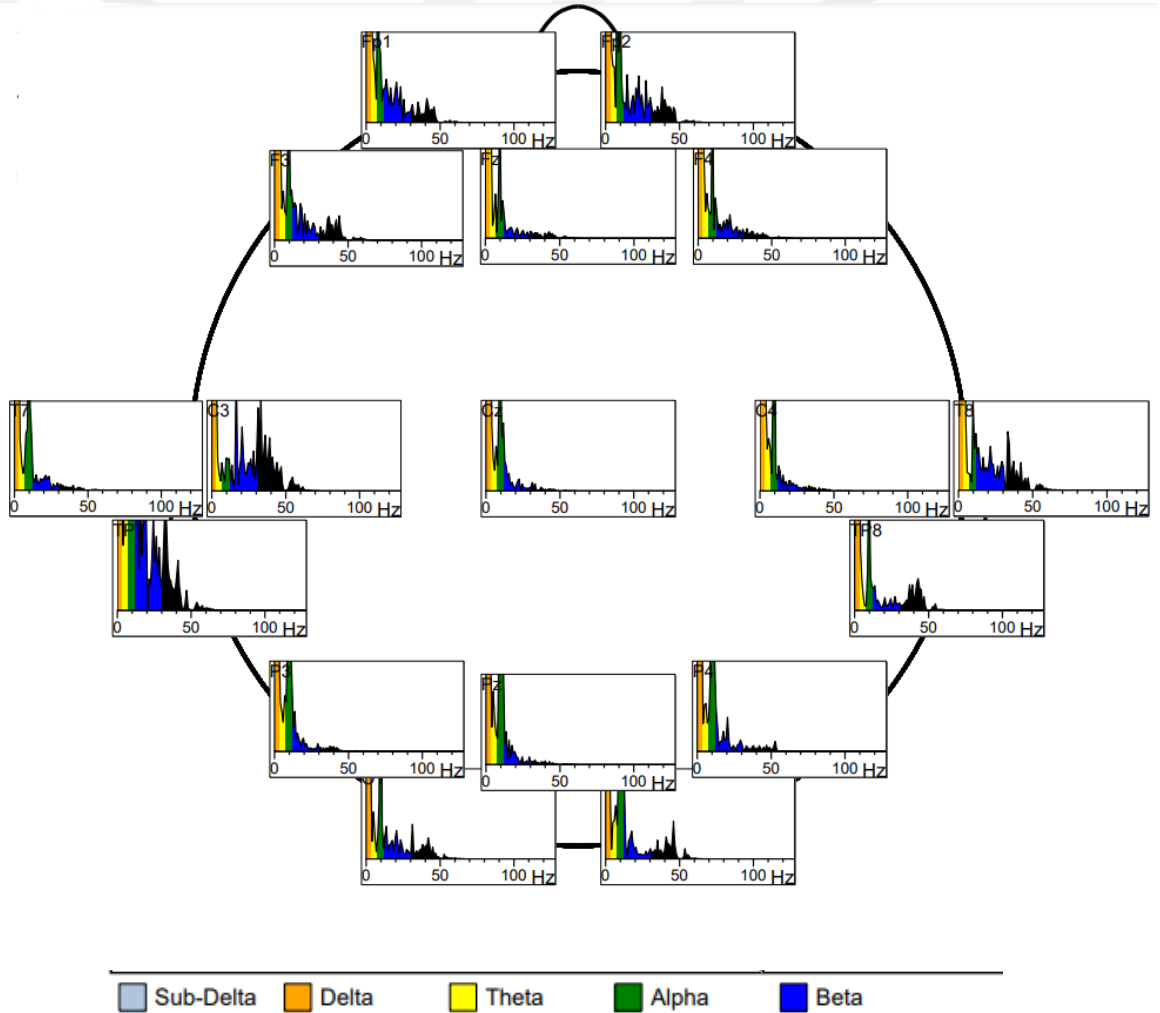 Fp1 Fp2
0 50 100 Hz 0 50 100 Hz
F3 Fz F4
0 50 100 Hz 0 50 100 Hz 0 50 100 Hz
T7 C3 Cz C4 T8
0 50 100 Hz 0 50 100 Hz 0 50 100 Hz 0 50 100 Hz 0 50 100 Hz
TP8
0 50 100 Hz 0 50 100 Hz
P3 Pz P4
0 50 100 Hz 0 50 100 Hz 0 50 100 Hz
0 50 100 Hz 0 50 100 Hz
Sub-Delta Delta Theta Alpha Beta